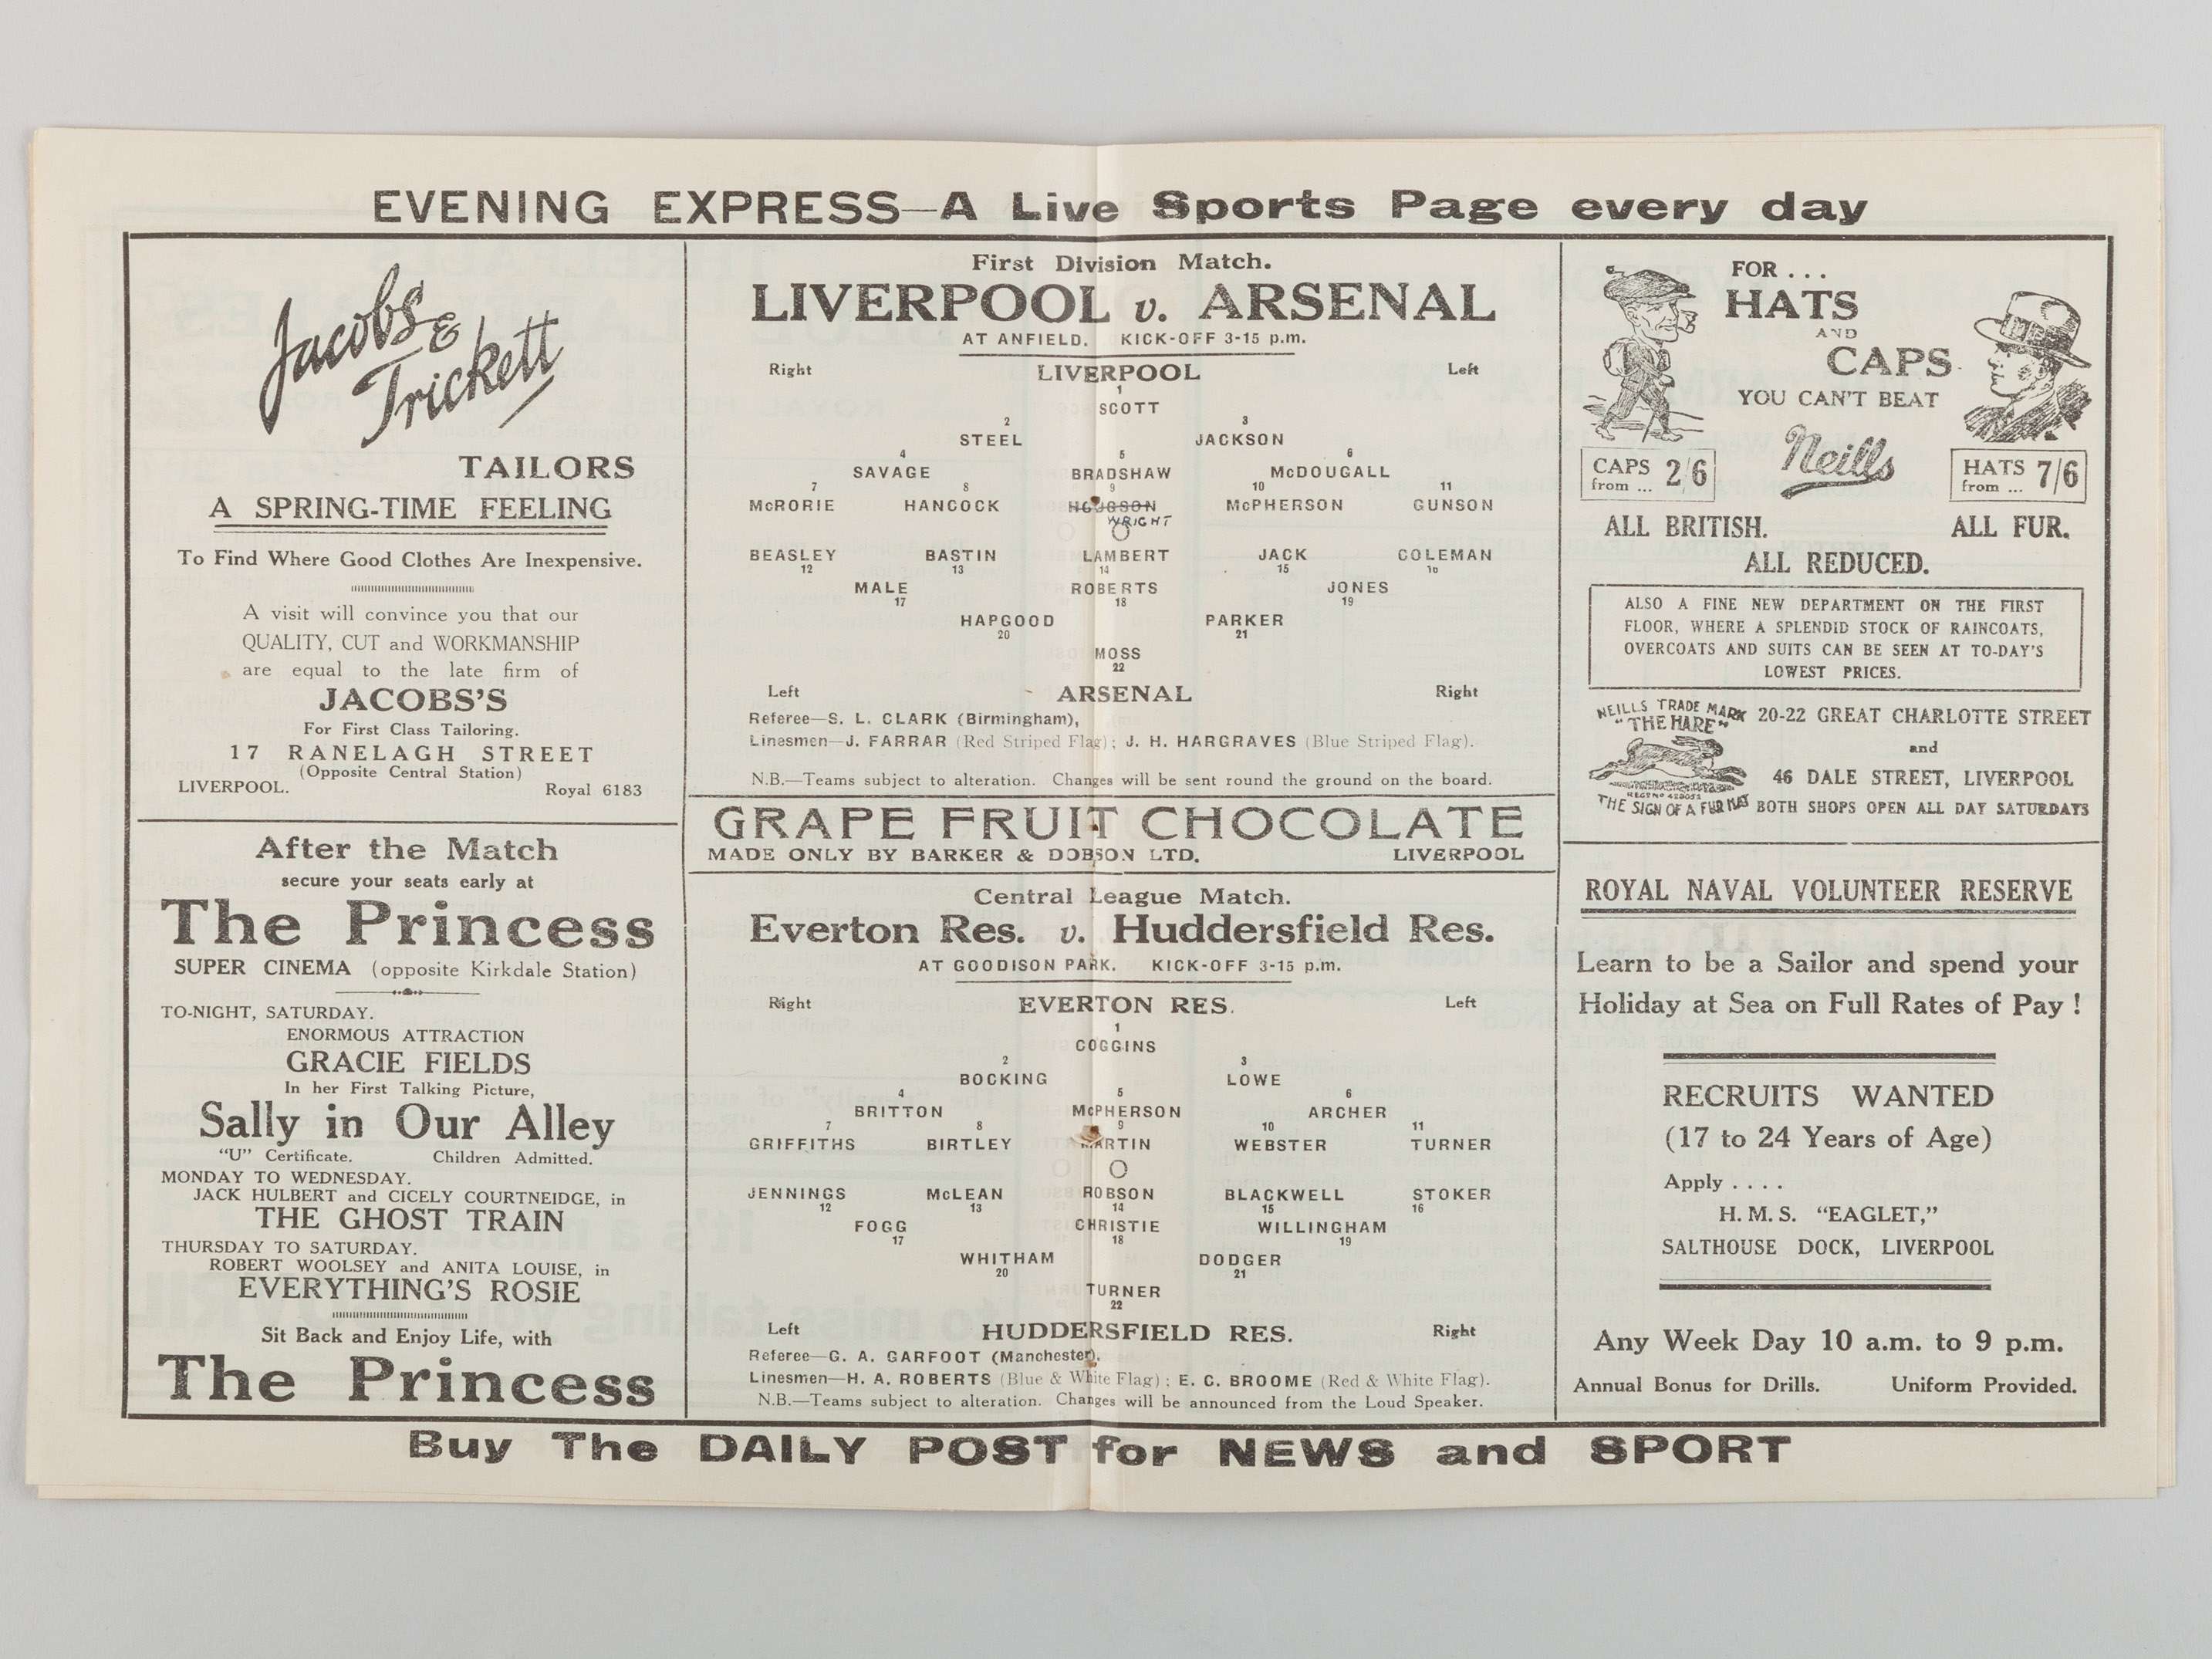 EVENING EXPRESS—A Live Sports Page every day
Jacobs & Trickett
TAILORS
A SPRING-TIME FEELING
To Find Where Good Clothes Are Inexpensive.
A visit will convince you that our
QUALITY, CUT and WORKMANSHIP
are equal to the late firm of
JACOBS'S
For First Class Tailoring.
17 RANELAGH STREET
(Opposite Central Station)
LIVERPOOL. Royal 6183
After the Match
secure your seats early at
The Princess
SUPER CINEMA (opposite Kirkdale Station)
TO-NIGHT, SATURDAY.
ENORMOUS ATTRACTION
GRACIE FIELDS
In her First Talking Picture,
Sally in Our Alley
"U" Certificate. Children Admitted.
MONDAY TO WEDNESDAY.
JACK HULBERT and CICELY COURTNEIDGE, in
THE GHOST TRAIN
THURSDAY TO SATURDAY.
ROBERT WOOLSEY and ANITA LOUISE, in
EVERYTHING'S ROSIE
Sit Back and Enjoy Life, with
The Princess
First Division Match.
LIVERPOOL v. ARSENAL
AT ANFIELD. KICK-OFF 3-15 p.m.
Right LIVERPOOL Left
1
SCOTT
2 3
STEEL JACKSON
4 5 6
SAVAGE BRADSHAW McDOUGALL
7 8 9 10 11
McRORIE HANCOCK HODGSON McPHERSON GUNSON
WRIGHT
BEASLEY BASTIN LAMBERT JACK COLEMAN
12 13 14 15 16
MALE ROBERTS JONES
17 18 19
HAPGOOD PARKER
20 21
MOSS
22
Left ARSENAL Right
Referee—S. L. CLARK (Birmingham),
Linesmen—J. FARRAR (Red Striped Flag); J. H. HARGRAVES (Blue Striped Flag).
N.B.—Teams subject to alteration. Changes will be sent round the ground on the board.
GRAPE FRUIT CHOCOLATE
MADE ONLY BY BARKER & DOBSON LTD. LIVERPOOL
Central League Match.
Everton Res. v. Huddersfield Res.
AT GOODISON PARK. KICK-OFF 3-15 p.m.
Right EVERTON RES. Left
1
COGGINS
2 3
BOCKING LOWE
4 5 6
BRITTON McPHERSON ARCHER
7 8 9 10 11
GRIFFITHS BIRTLEY MARTIN WEBSTER TURNER
JENNINGS McLEAN ROBSON BLACKWELL STOKER
12 13 14 15 16
FOGG CHRISTIE WILLINGHAM
17 18 19
WHITHAM DODGER
20 21
TURNER
22
Left HUDDERSFIELD RES. Right
Referee—G. A. GARFOOT (Manchester).
Linesmen—H. A. ROBERTS (Blue & White Flag); E. C. BROOME (Red & White Flag).
N.B.—Teams subject to alteration. Changes will be announced from the Loud Speaker.
FOR . . .
HATS
AND
CAPS
YOU CAN'T BEAT
Neills
CAPS from ... 2/6
HATS from ... 7/6
ALL BRITISH. ALL FUR.
ALL REDUCED.
ALSO A FINE NEW DEPARTMENT ON THE FIRST
FLOOR, WHERE A SPLENDID STOCK OF RAINCOATS,
OVERCOATS AND SUITS CAN BE SEEN AT TO-DAY'S
LOWEST PRICES.
NEILLS TRADE MARK
"THE HARE"
THE SIGN OF A FUR HAT
20-22 GREAT CHARLOTTE STREET
and
46 DALE STREET, LIVERPOOL
BOTH SHOPS OPEN ALL DAY SATURDAYS
ROYAL NAVAL VOLUNTEER RESERVE
Learn to be a Sailor and spend your
Holiday at Sea on Full Rates of Pay !
RECRUITS WANTED
(17 to 24 Years of Age)
Apply . . . .
H.M.S. "EAGLET,"
SALTHOUSE DOCK, LIVERPOOL
Any Week Day 10 a.m. to 9 p.m.
Annual Bonus for Drills. Uniform Provided.
Buy The DAILY POST for NEWS and SPORT